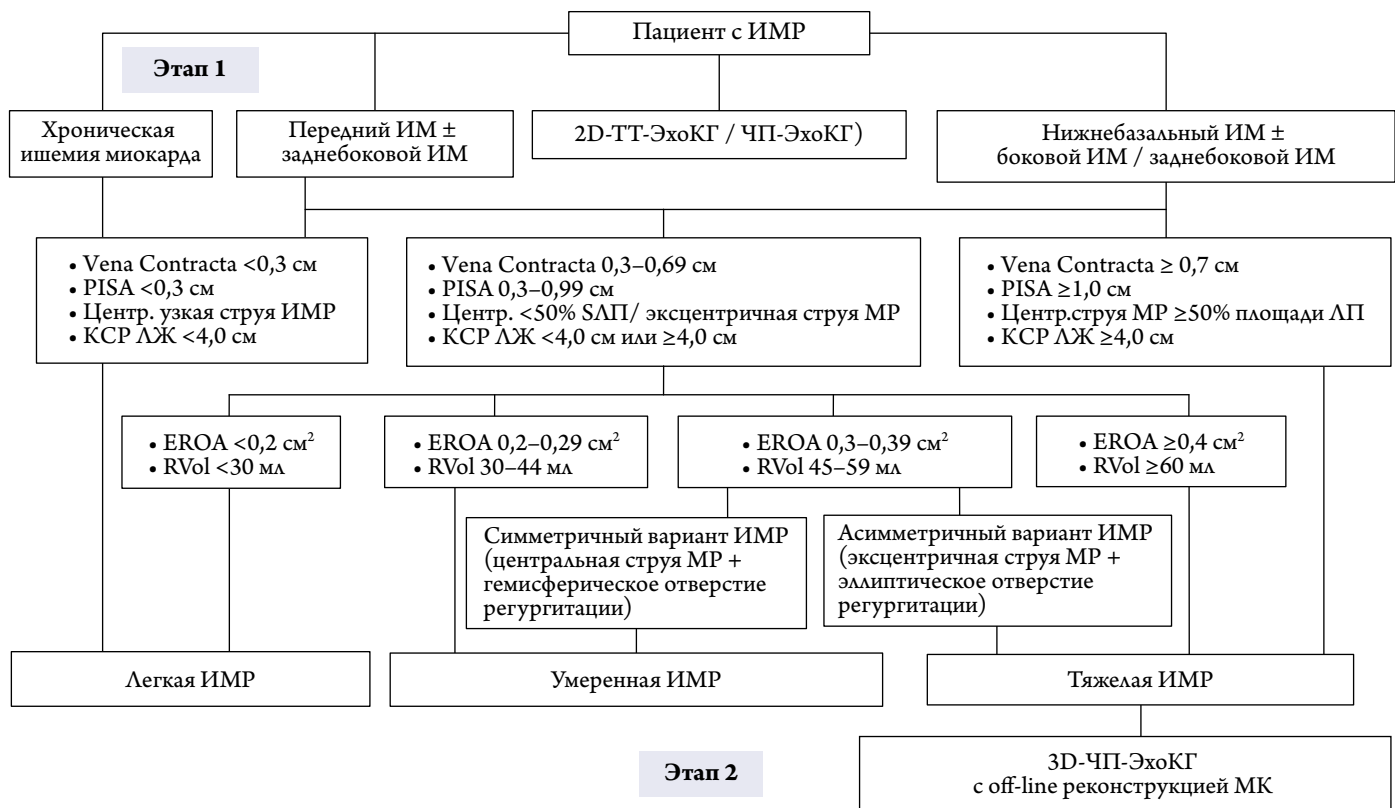 Пациент с ИМР
Этап 1
Хроническая
ишемия миокарда
Передний ИМ ±
заднебоковой ИМ
2D-ТТ-ЭхоКГ / ЧП-ЭхоКГ)
Нижнебазальный ИМ ±
боковой ИМ / заднебоковой ИМ
• Vena Contracta <0,3 см
• PISA <0,3 см
• Центр. узкая струя ИМР
• КСР ЛЖ <4,0 см
• Vena Contracta 0,3–0,69 см
• PISA 0,3–0,99 см
• Центр. <50% SЛП/ эксцентричная струя МР
• КСР ЛЖ <4,0 см или ≥4,0 см
• Vena Contracta ≥ 0,7 см
• PISA ≥1,0 см
• Центр.струя МР ≥50% площади ЛП
• КСР ЛЖ ≥4,0 см
• EROA <0,2 см²
• RVol <30 мл
• EROA 0,2–0,29 см²
• RVol 30–44 мл
• EROA 0,3–0,39 см²
• RVol 45–59 мл
• EROA ≥0,4 см²
• RVol ≥60 мл
Симметричный вариант ИМР
(центральная струя МР +
гемисферическое отверстие
регургитации)
Асимметричный вариант ИМР
(эксцентричная струя МР +
эллиптическое отверстие
регургитации)
Легкая ИМР
Умеренная ИМР
Тяжелая ИМР
Этап 2
3D-ЧП-ЭхоКГ
с off-line реконструкцией МК